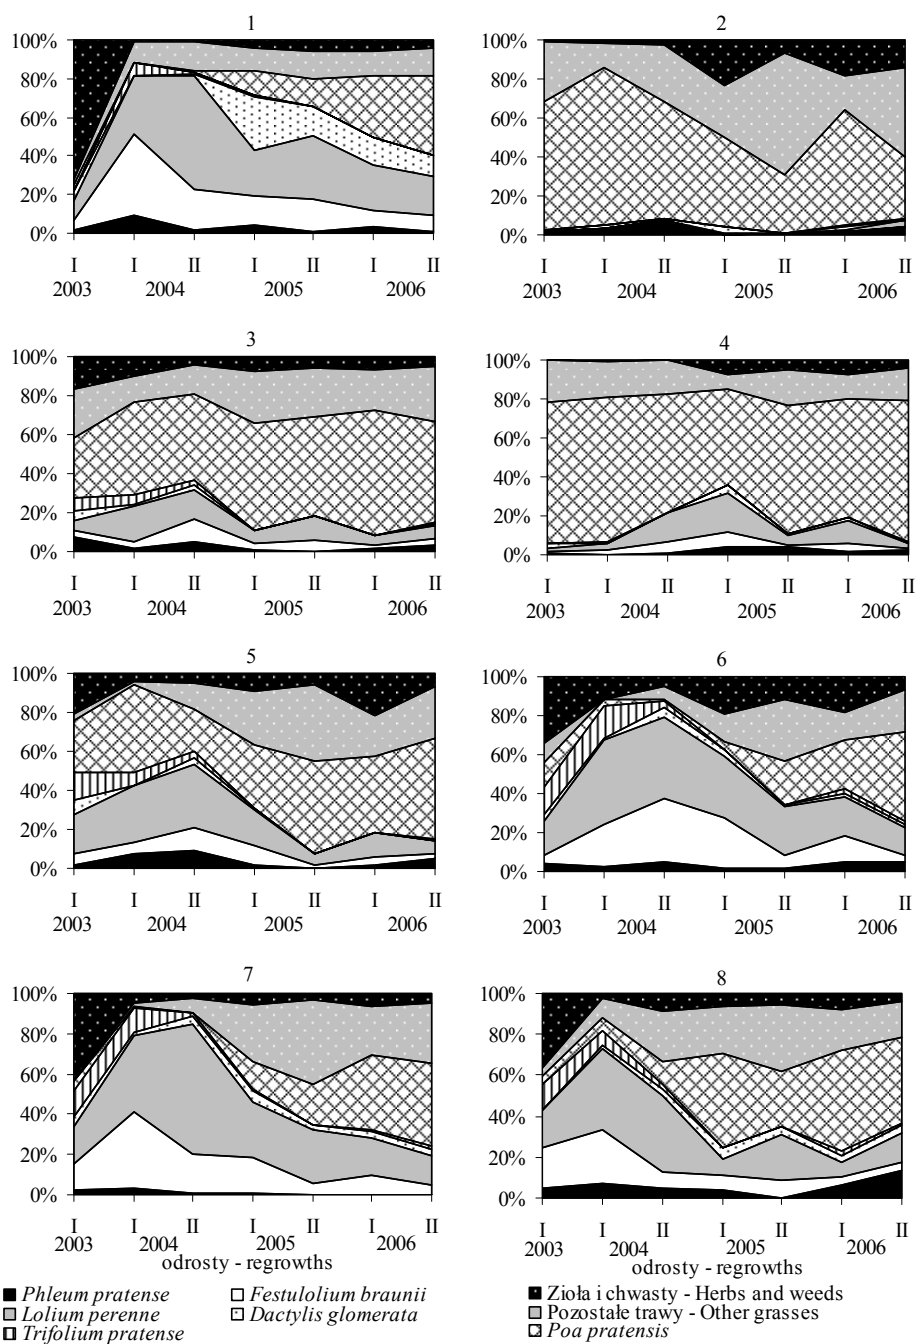 1
100%
80%
60%
40%
20%
0%
I I II I II I II
2003 2004 2005 2006
2
100%
80%
60%
40%
20%
0%
I I II I II I II
2003 2004 2005 2006
3
100%
80%
60%
40%
20%
0%
I I II I II I II
2003 2004 2005 2006
4
100%
80%
60%
40%
20%
0%
I I II I II I II
2003 2004 2005 2006
5
100%
80%
60%
40%
20%
0%
I I II I II I II
2003 2004 2005 2006
6
100%
80%
60%
40%
20%
0%
I I II I II I II
2003 2004 2005 2006
7
100%
80%
60%
40%
20%
0%
I I II I II I II
2003 2004 2005 2006
odrosty - regrowths
8
100%
80%
60%
40%
20%
0%
I I II I II I II
2003 2004 2005 2006
odrosty - regrowths
Phleum pratense Festulolium braunii
Lolium perenne Dactylis glomerata
Trifolium pratense
Zioła i chwasty - Herbs and weeds
Pozostałe trawy - Other grasses
Poa pratensis